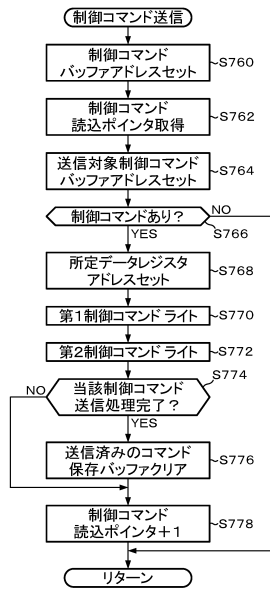 制御コマンド送信
制御コマンド
バッファアドレスセット
S760
制御コマンド
読込ポインタ取得
S762
送信対象制御コマンド
バッファアドレスセット
S764
制御コマンドあり？
NO
S766
YES
所定データレジスタ
アドレスセット
S768
第1制御コマンド ライト
S770
第2制御コマンド ライト
S772
S774
NO
当該制御コマンド
送信処理完了？
YES
送信済みのコマンド
保存バッファクリア
S776
制御コマンド
読込ポインタ＋1
S778
リターン